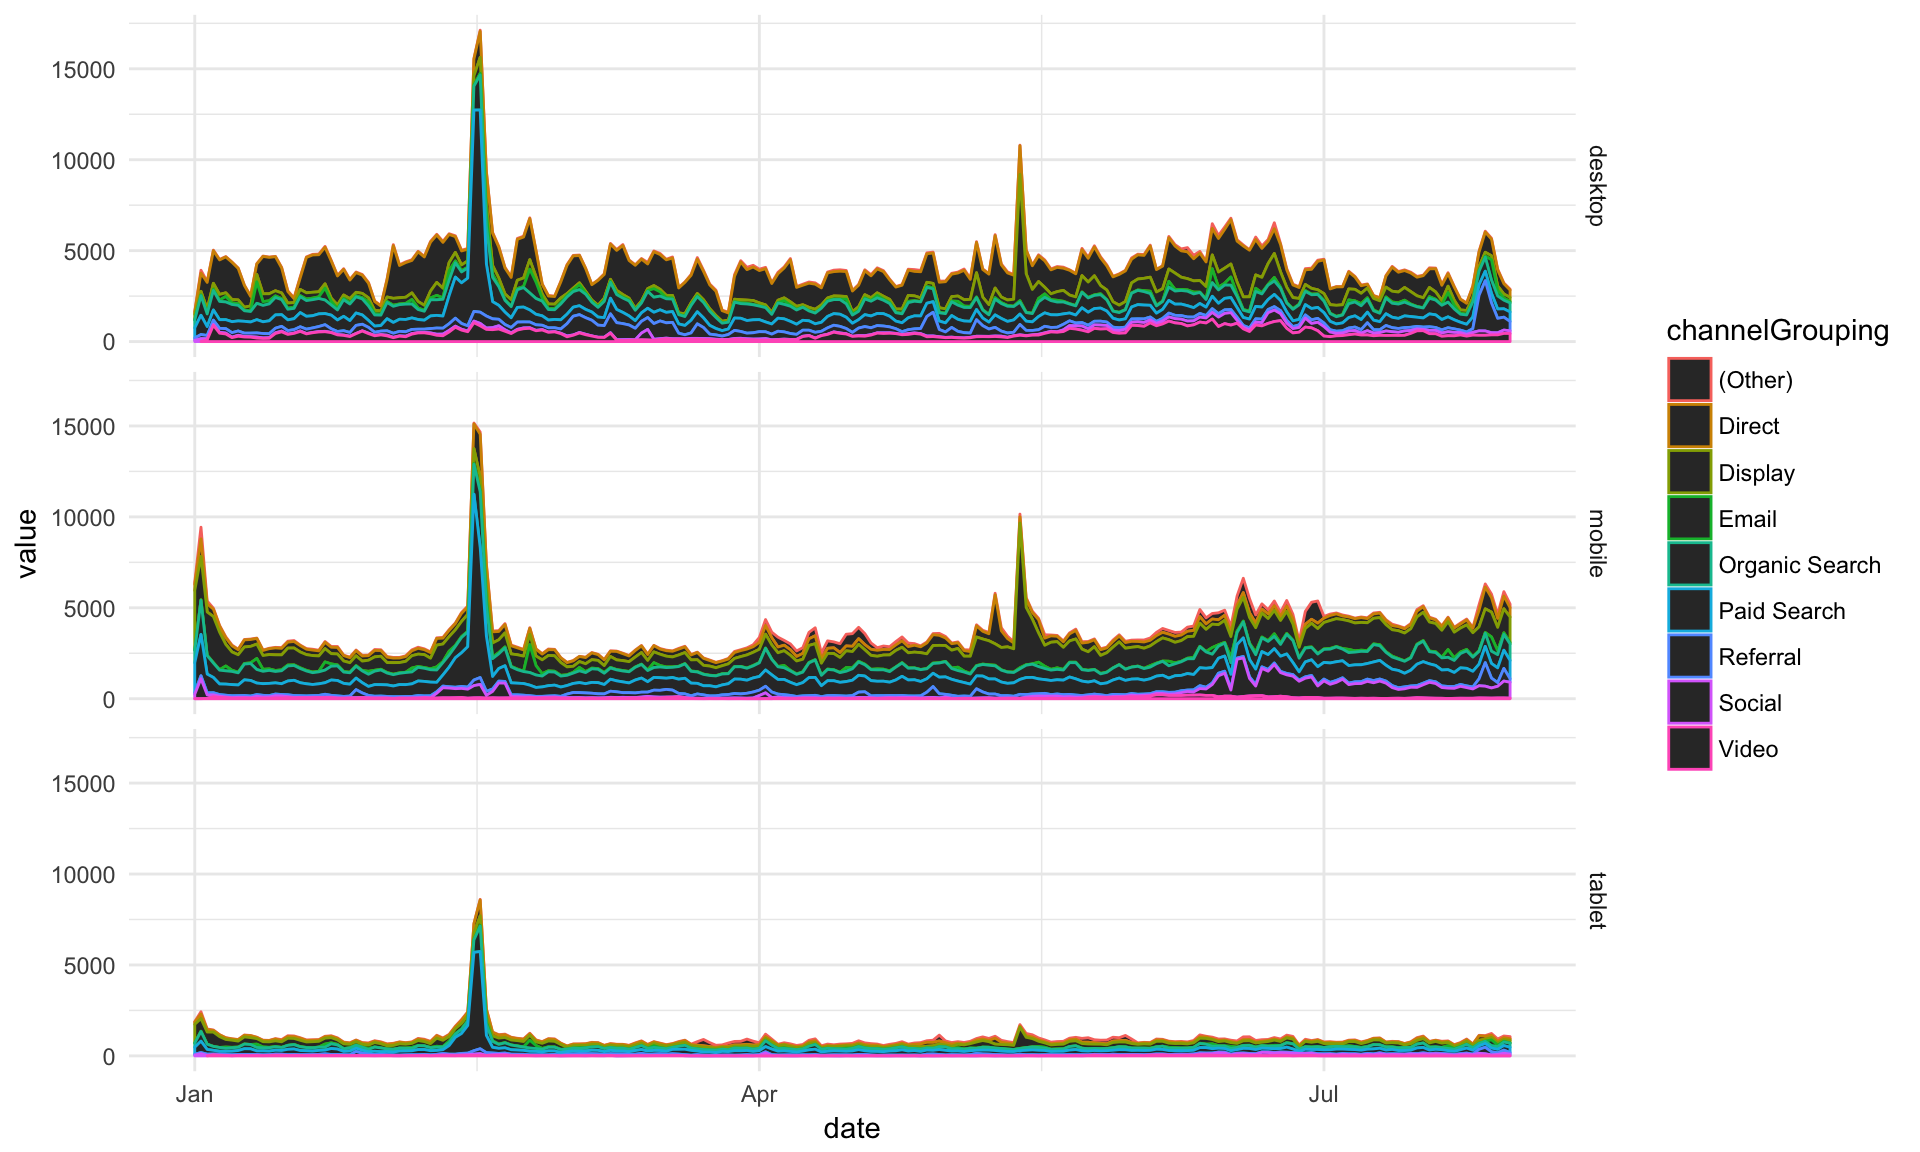 15000
10000
5000
0
desktop
15000
10000
5000
0
mobile
15000
10000
5000
0
tablet
value
Jan
Apr
Jul
date
channelGrouping
(Other)
Direct
Display
Email
Organic Search
Paid Search
Referral
Social
Video